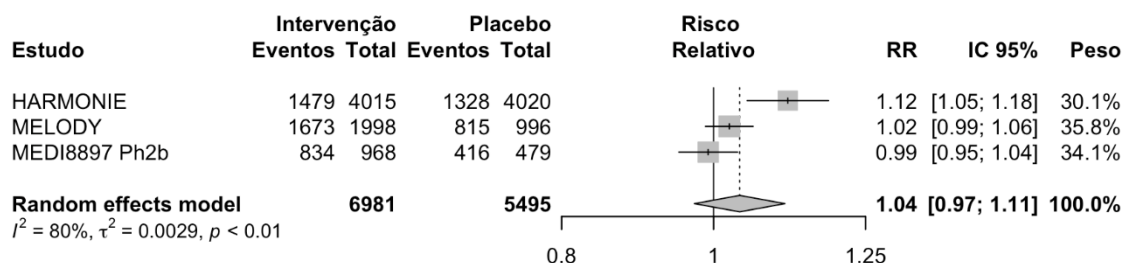 Intervenção Placebo Risco
Estudo Eventos Total Eventos Total Relativo RR IC 95% Peso
HARMONIE 1479 4015 1328 4020 1.12 [1.05; 1.18] 30.1%
MELODY 1673 1998 815 996 1.02 [0.99; 1.06] 35.8%
MEDI8897 Ph2b 834 968 416 479 0.99 [0.95; 1.04] 34.1%
Random effects model 6981 5495 1.04 [0.97; 1.11] 100.0%
I² = 80%, τ² = 0.0029, p < 0.01
0.8 1 1.25